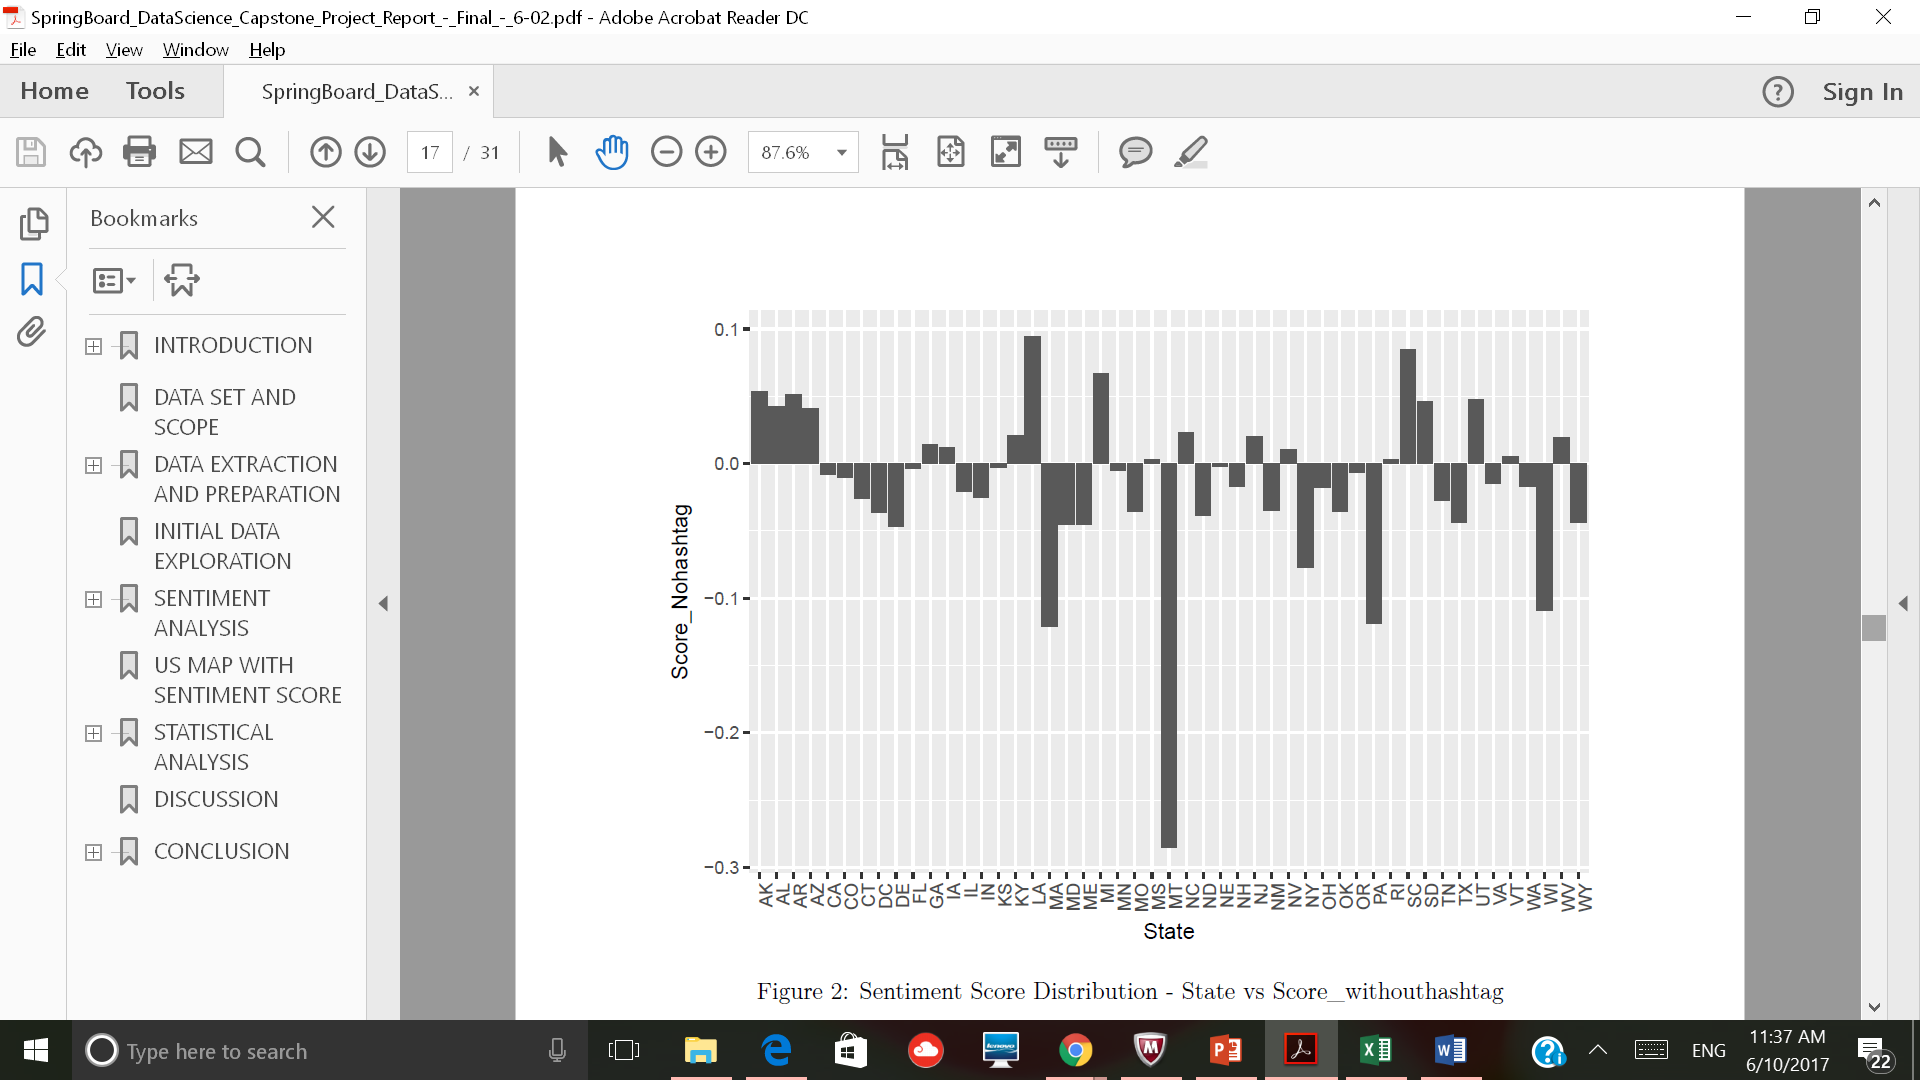 SpringBoard_DataScience_Capstone_Project_Report_-_Final_-_6-02.pdf - Adobe Acrobat Reader DC
File Edit View Window Help
Home Tools SpringBoard_DataS... × ? Sign In
17 / 31 87.6%
Bookmarks
INTRODUCTION
DATA SET AND
SCOPE
DATA EXTRACTION
AND PREPARATION
INITIAL DATA
EXPLORATION
SENTIMENT
ANALYSIS
US MAP WITH
SENTIMENT SCORE
STATISTICAL
ANALYSIS
DISCUSSION
CONCLUSION
Score_Nohashtag
0.1
0.0
−0.1
−0.2
−0.3
AK AL AR AZ CA CO CT DC DE FL GA IA IL IN KS KY LA MA MD ME MI MN MO MS MT NC ND NE NH NJ NM NV NY OH OK OR PA RI SC SD TN TX UT VA VT WA WI WV WY
State
Figure 2: Sentiment Score Distribution - State vs Score_withouthashtag
Type here to search
lenovo
ENG
11:37 AM
6/10/2017
22